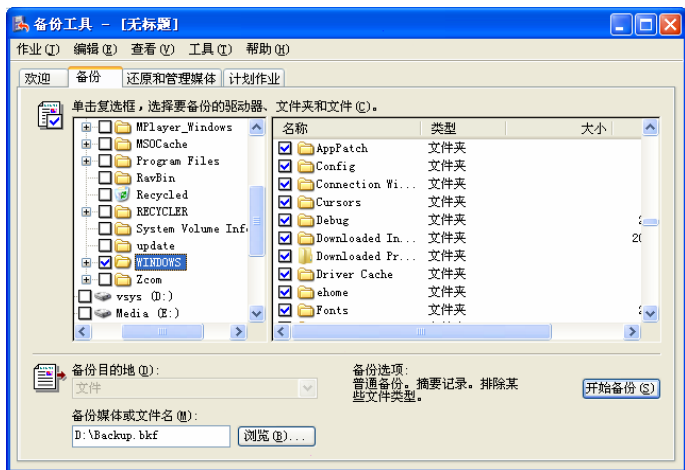 备份工具 - [无标题]
作业(J) 编辑(E) 查看(V) 工具(T) 帮助(H)
欢迎 备份 还原和管理媒体 计划作业
单击复选框，选择要备份的驱动器、文件夹和文件(C)。
MPlayer_Windows
MSOCache
Program Files
RavBin
Recycled
RECYCLER
System Volume Inf
update
WINDOWS
Zcom
vsys (D:)
Media (E:)
名称 类型 大小
AppPatch 文件夹
Config 文件夹
Connection Wi... 文件夹
Cursors 文件夹
Debug 文件夹
Downloaded In... 文件夹 20
Downloaded Pr... 文件夹
Driver Cache 文件夹
ehome 文件夹
Fonts 文件夹
备份目的地(D):
文件
备份媒体或文件名(M):
D:\Backup.bkf 浏览(B)...
备份选项:
普通备份。摘要记录。排除某
些文件类型。
开始备份(S)